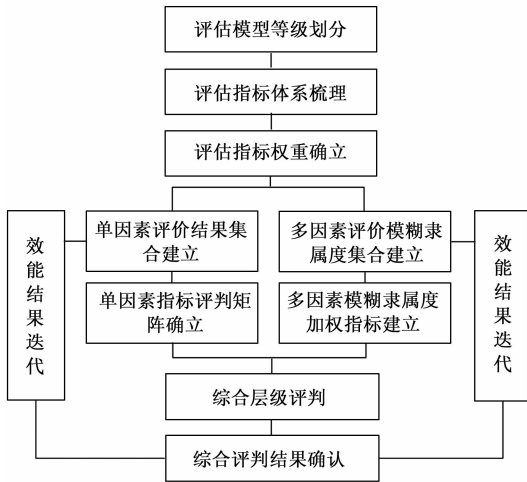 评估模型等级划分
评估指标体系梳理
评估指标权重确立
效能结果迭代
单因素评价结果集
合建立
多因素评价模糊隶
属度集合建立
效能结果迭代
单因素指标评判矩
阵确立
多因素模糊隶属度
加权指标建立
综合层级评判
综合评判结果确认